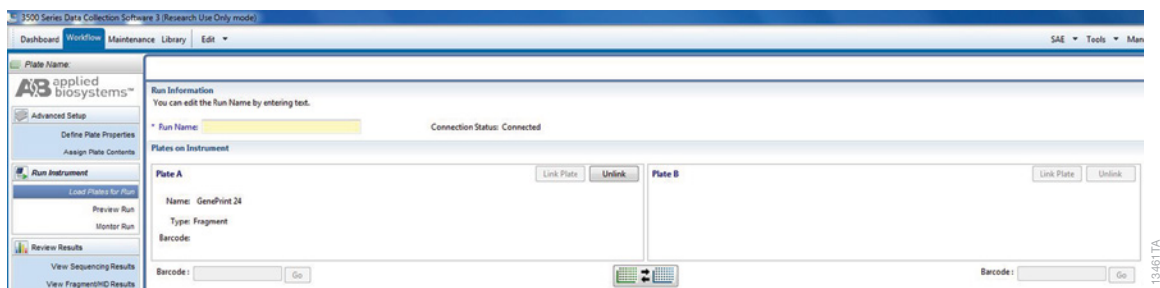 3500 Series Data Collection Software 3 (Research Use Only mode)
Dashboard Workflow Maintenance Library Edit SAE Tools Man
Plate Name:
AB applied biosystems™
Advanced Setup
Define Plate Properties
Assign Plate Contents
Run Instrument
Load Plates for Run
Preview Run
Monitor Run
Review Results
View Sequencing Results
View Fragment/HID Results
Run Information
You can edit the Run Name by entering text.
* Run Name: Connection Status: Connected
Plates on Instrument
Plate A Link Plate Unlink
Name: GenePrint 24
Type: Fragment
Barcode:
Barcode : Go
Plate B Link Plate Unlink
Barcode : Go
13461TA